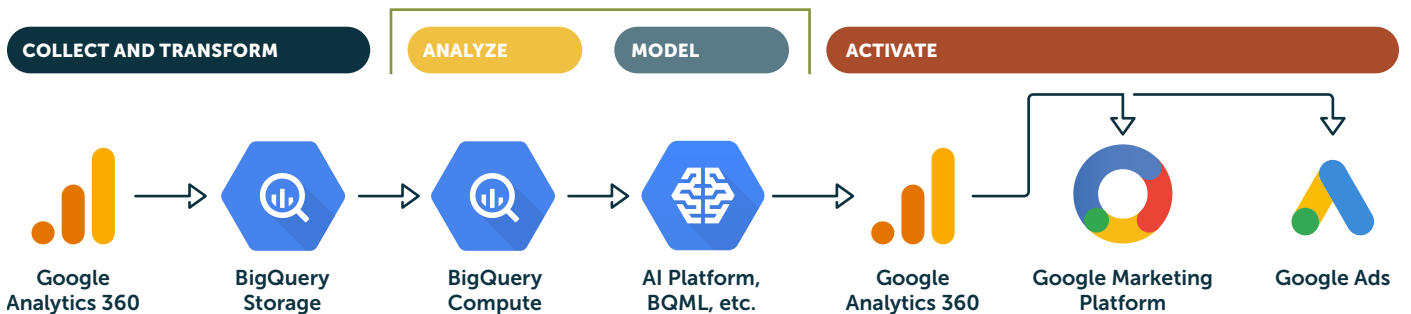 COLLECT AND TRANSFORM
ANALYZE
MODEL
ACTIVATE
Google
Analytics 360
BigQuery
Storage
BigQuery
Compute
AI Platform,
BQML, etc.
Google
Analytics 360
Google Marketing
Platform
Google Ads